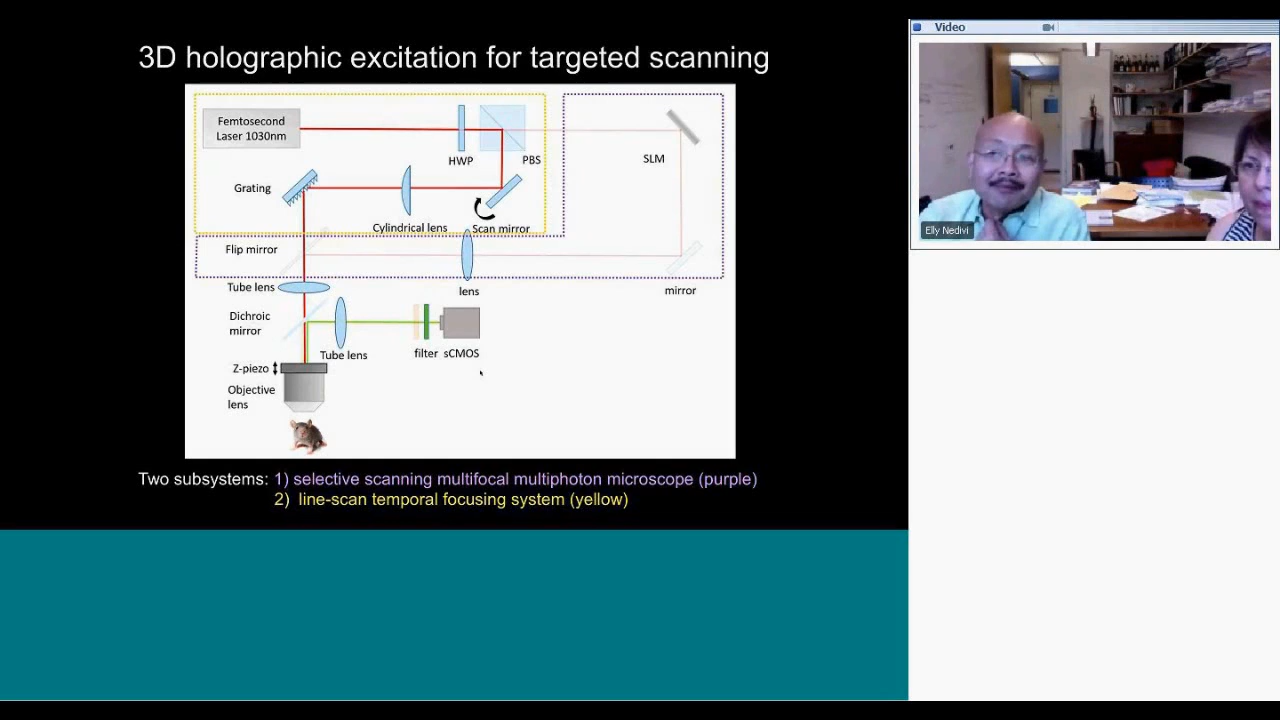 3D holographic excitation for targeted scanning
Video
Femtosecond
Laser 1030nm
HWP
PBS
SLM
Grating
Cylindrical lens
Scan mirror
Flip mirror
Tube lens
lens
mirror
Dichroic
mirror
Tube lens
filter
sCMOS
Z-piezo
Objective
lens
Elly Nedivi
Two subsystems: 1) selective scanning multifocal multiphoton microscope (purple)
2) line-scan temporal focusing system (yellow)